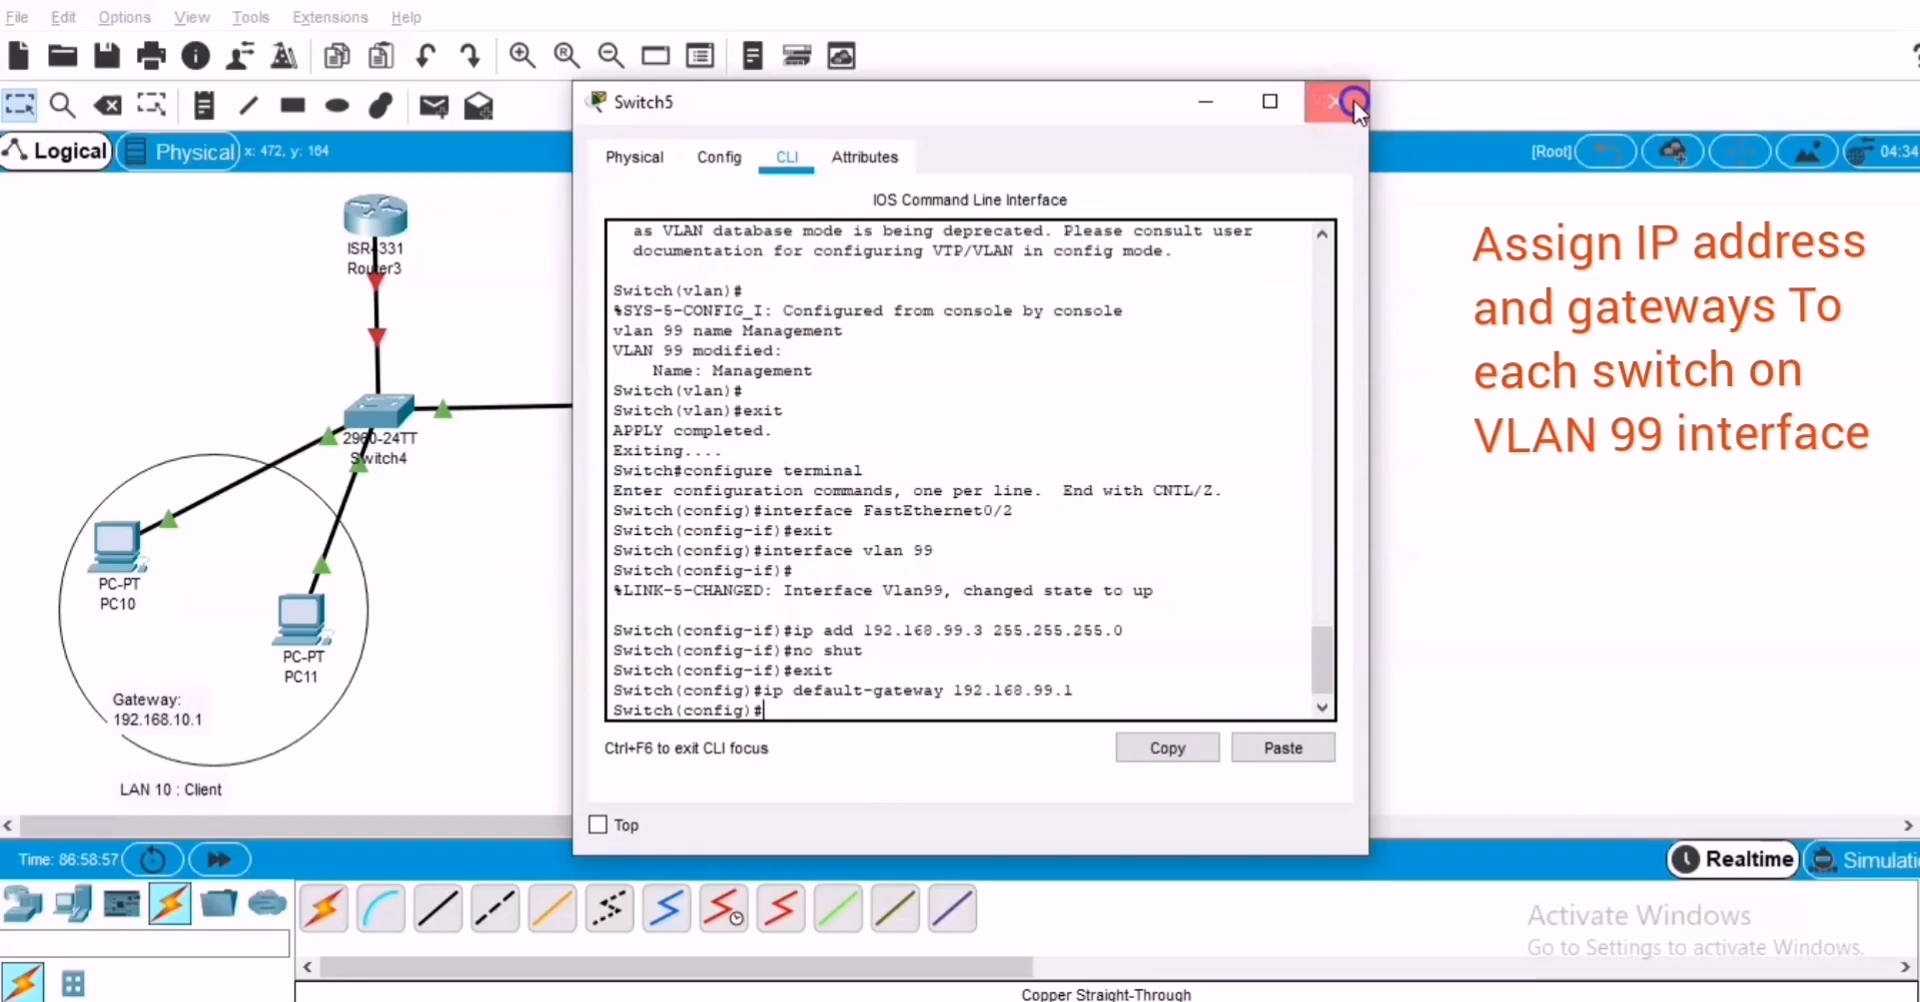 File Edit Options View Tools Extensions Help
Logical Physical x: 472, y: 164
[Root] 04:34
ISR4331
Router3
2960-24TT
Switch4
PC-PT
PC10
PC-PT
PC11
Gateway:
192.168.10.1
LAN 10 : Client
Switch5
Physical Config CLI Attributes
IOS Command Line Interface
as VLAN database mode is being deprecated. Please consult user
documentation for configuring VTP/VLAN in config mode.
Switch(vlan)#
%SYS-5-CONFIG_I: Configured from console by console
vlan 99 name Management
VLAN 99 modified:
Name: Management
Switch(vlan)#
Switch(vlan)#exit
APPLY completed.
Exiting....
Switch#configure terminal
Enter configuration commands, one per line. End with CNTL/Z.
Switch(config)#interface FastEthernet0/2
Switch(config-if)#exit
Switch(config)#interface vlan 99
Switch(config-if)#
%LINK-5-CHANGED: Interface Vlan99, changed state to up
Switch(config-if)#ip add 192.168.99.3 255.255.255.0
Switch(config-if)#no shut
Switch(config-if)#exit
Switch(config)#ip default-gateway 192.168.99.1
Switch(config)#
Ctrl+F6 to exit CLI focus
Copy Paste
Top
Assign IP address
and gateways To
each switch on
VLAN 99 interface
Time: 86:58:57
Realtime Simulati
Activate Windows
Go to Settings to activate Windows.
Copper Straight-Through